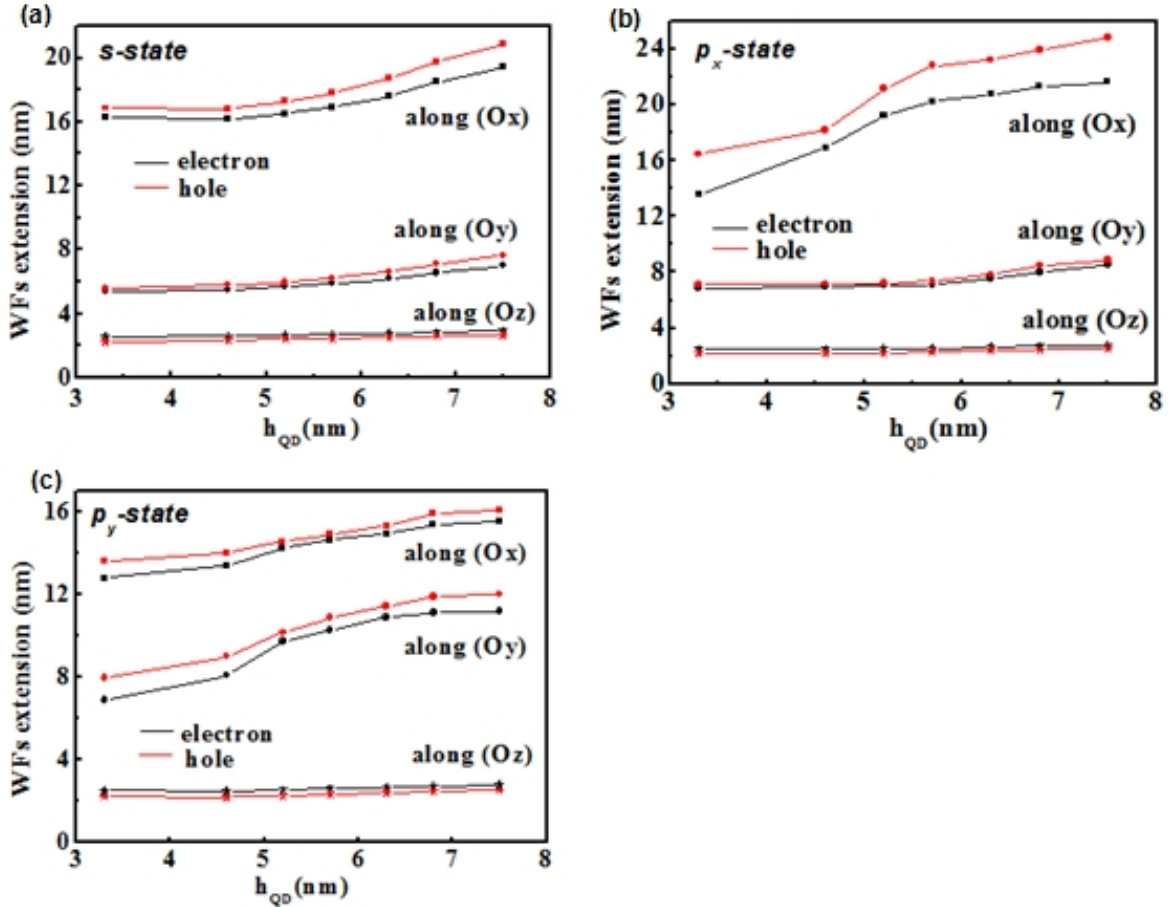 (a)
s-state
WFs extension (nm)
20
16
12
8
4
0
along (Ox)
electron
hole
along (Oy)
along (Oz)
3 4 5 6 7 8
hQD(nm)
(b)
px-state
WFs extension (nm)
24
20
16
12
8
4
0
along (Ox)
electron
hole
along (Oy)
along (Oz)
3 4 5 6 7 8
hQD(nm)
(c)
py-state
WFs extension (nm)
16
12
8
4
0
along (Ox)
along (Oy)
electron
hole
along (Oz)
3 4 5 6 7 8
hQD(nm)